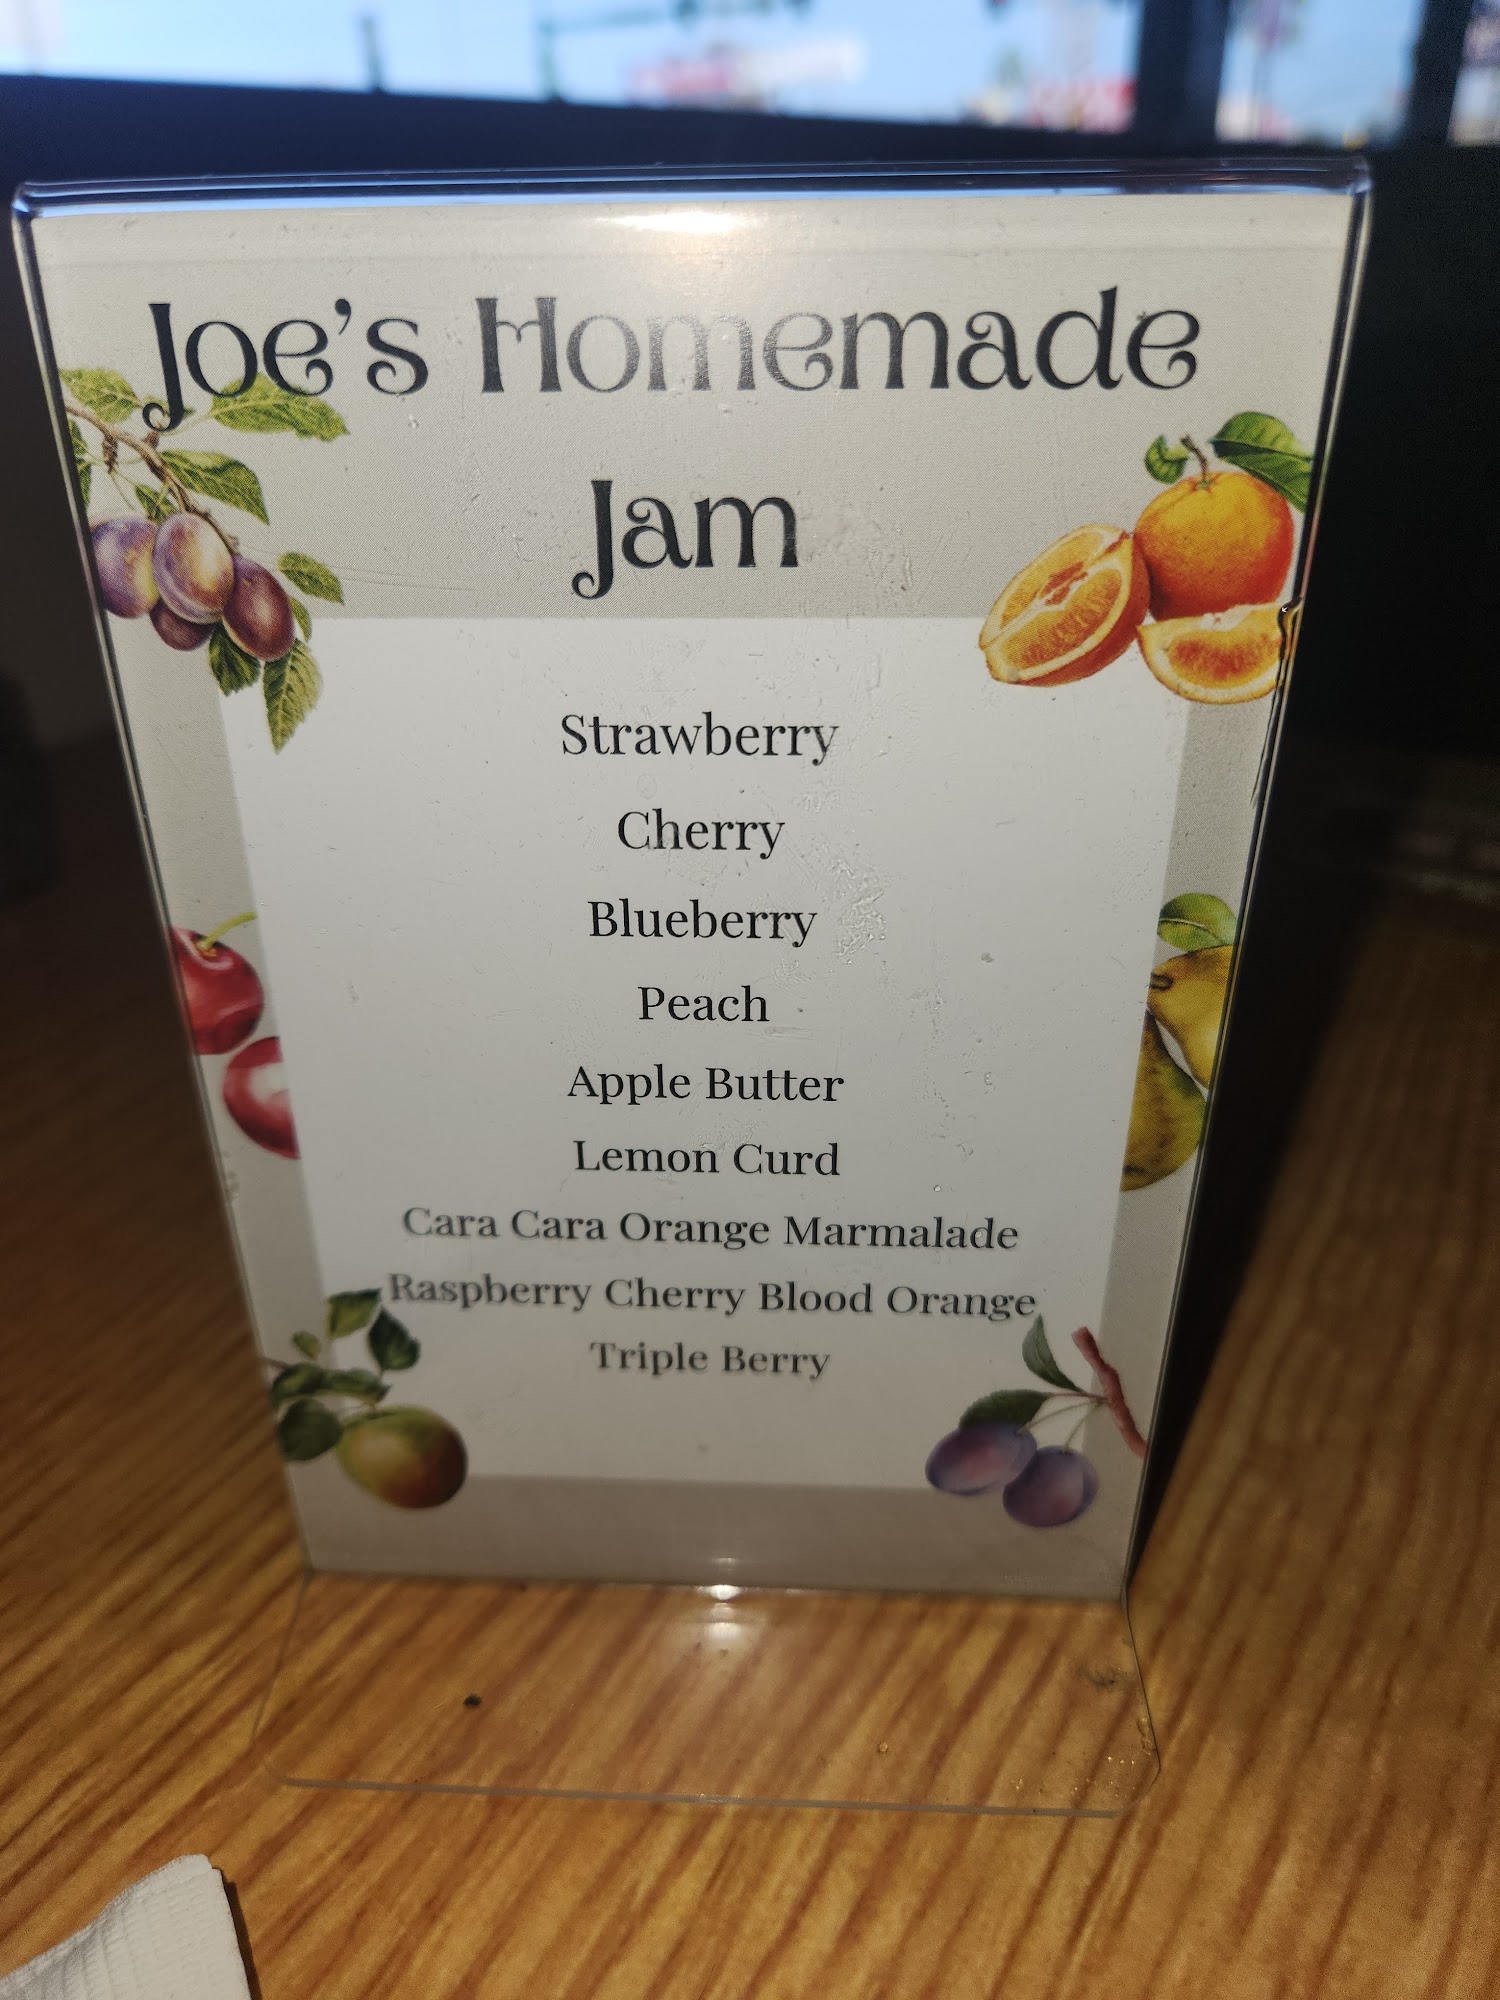 Joe's Homemade
Jam
Strawberry
Cherry
Blueberry
Peach
Apple Butter
Lemon Curd
Cara Cara Orange Marmalade
Raspberry Cherry Blood Orange
Triple Berry